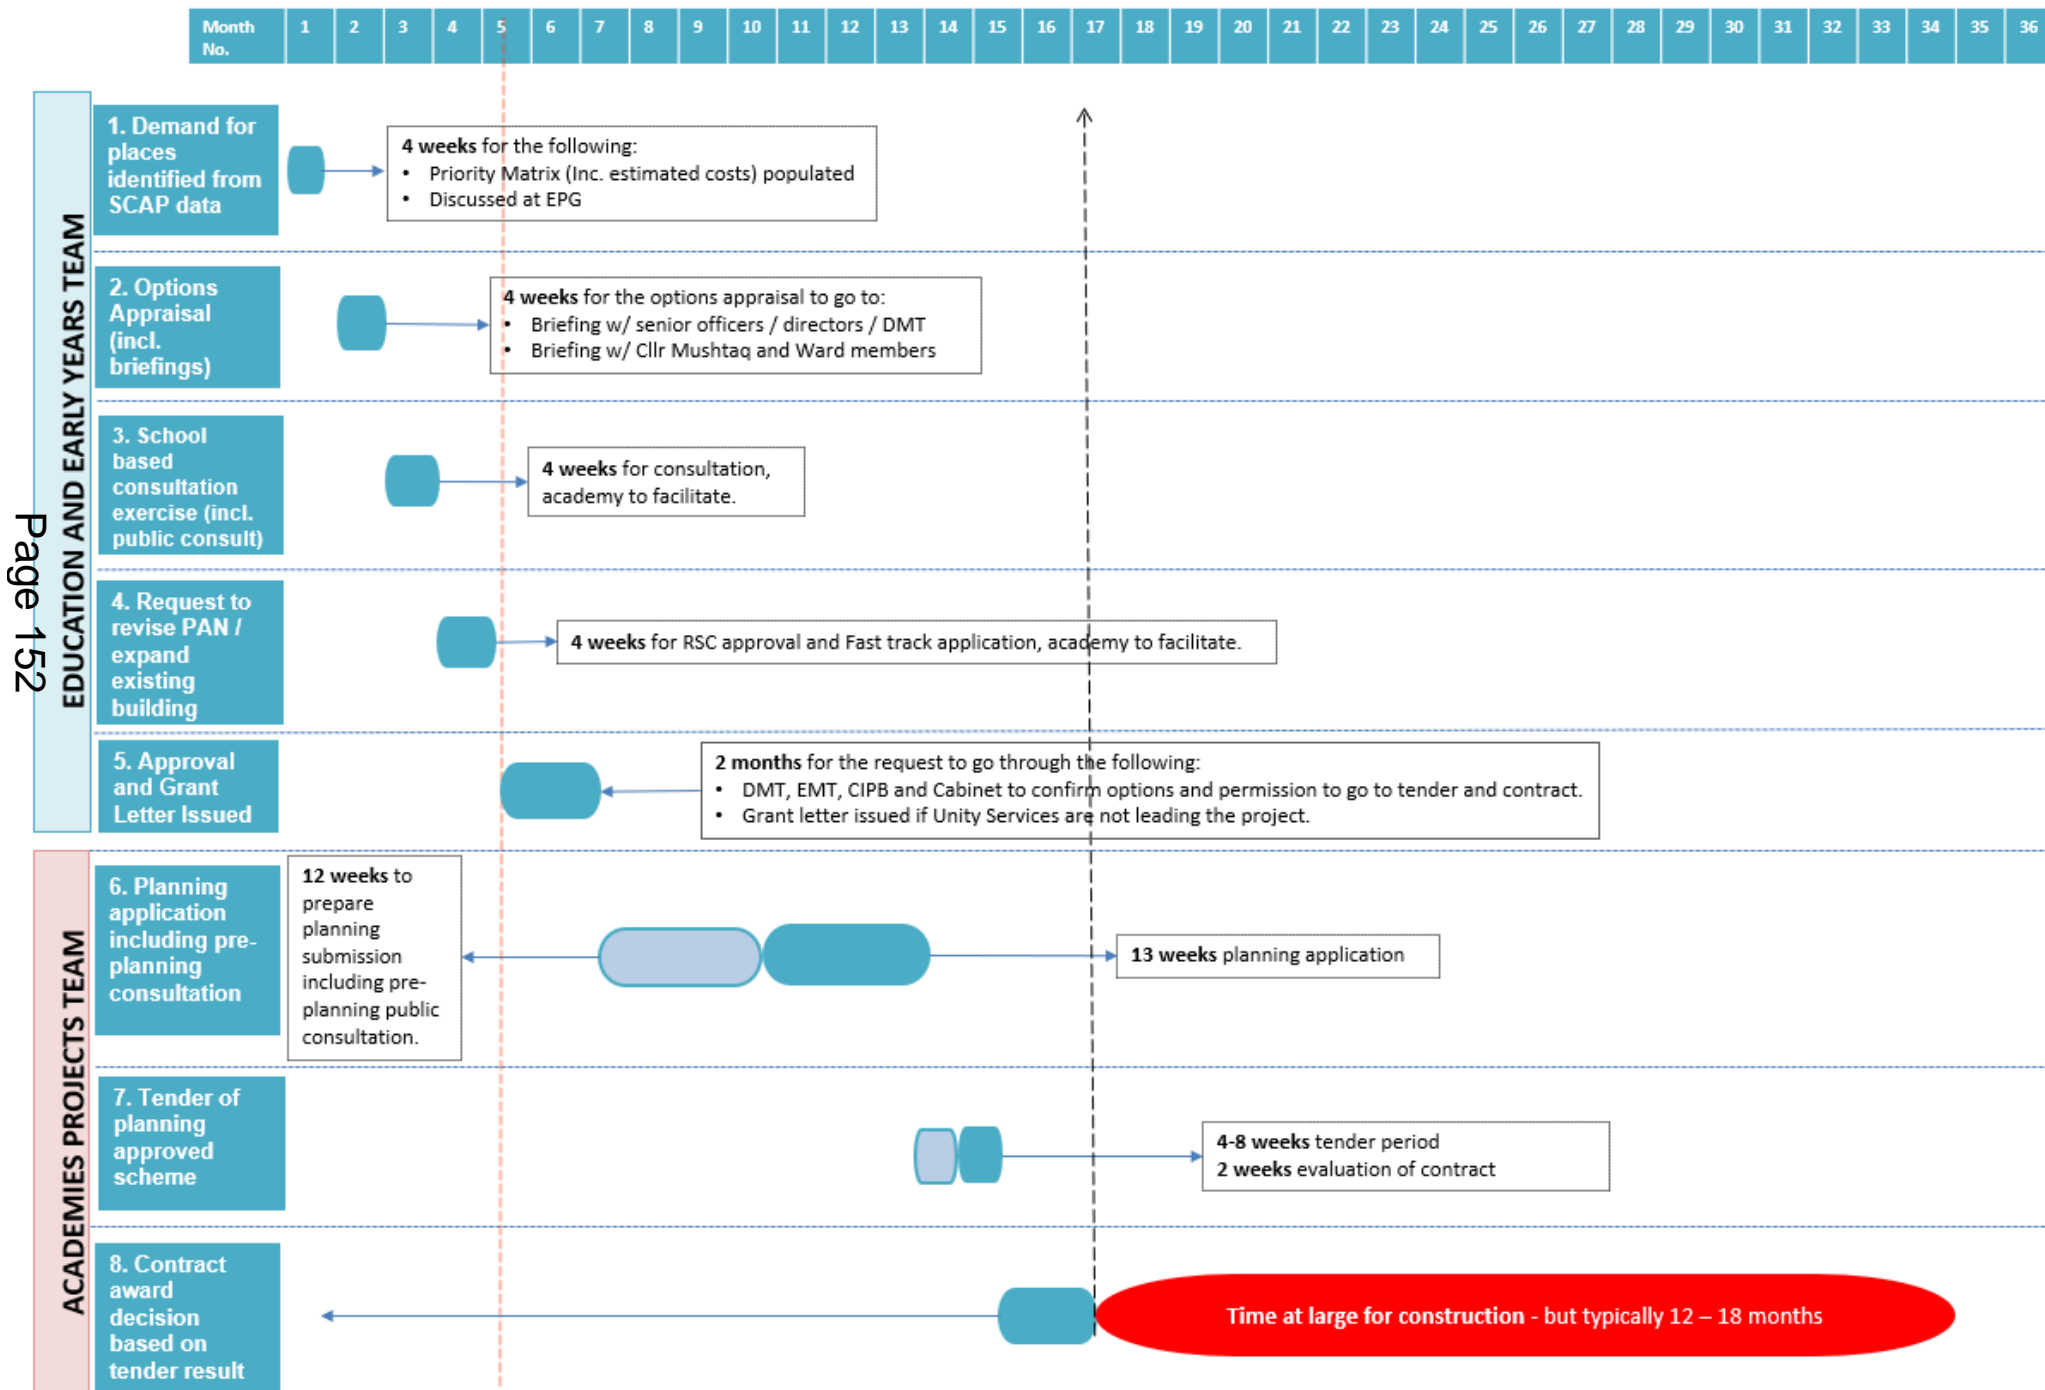 Month No. 1 2 3 4 5 6 7 8 9 10 11 12 13 14 15 16 17 18 19 20 21 22 23 24 25 26 27 28 29 30 31 32 33 34 35 36
Page 152
EDUCATION AND EARLY YEARS TEAM
1. Demand for
places
identified from
SCAP data
4 weeks for the following:
• Priority Matrix (Inc. estimated costs) populated
• Discussed at EPG
2. Options
Appraisal
(incl.
briefings)
4 weeks for the options appraisal to go to:
• Briefing w/ senior officers / directors / DMT
• Briefing w/ Cllr Mushtaq and Ward members
3. School
based
consultation
exercise (incl.
public consult)
4 weeks for consultation,
academy to facilitate.
4. Request to
revise PAN /
expand
existing
building
4 weeks for RSC approval and Fast track application, academy to facilitate.
5. Approval
and Grant
Letter Issued
2 months for the request to go through the following:
• DMT, EMT, CIPB and Cabinet to confirm options and permission to go to tender and contract.
• Grant letter issued if Unity Services are not leading the project.
ACADEMIES PROJECTS TEAM
6. Planning
application
including pre-
planning
consultation
12 weeks to
prepare
planning
submission
including pre-
planning public
consultation.
13 weeks planning application
7. Tender of
planning
approved
scheme
4-8 weeks tender period
2 weeks evaluation of contract
8. Contract
award
decision
based on
tender result
Time at large for construction - but typically 12 – 18 months